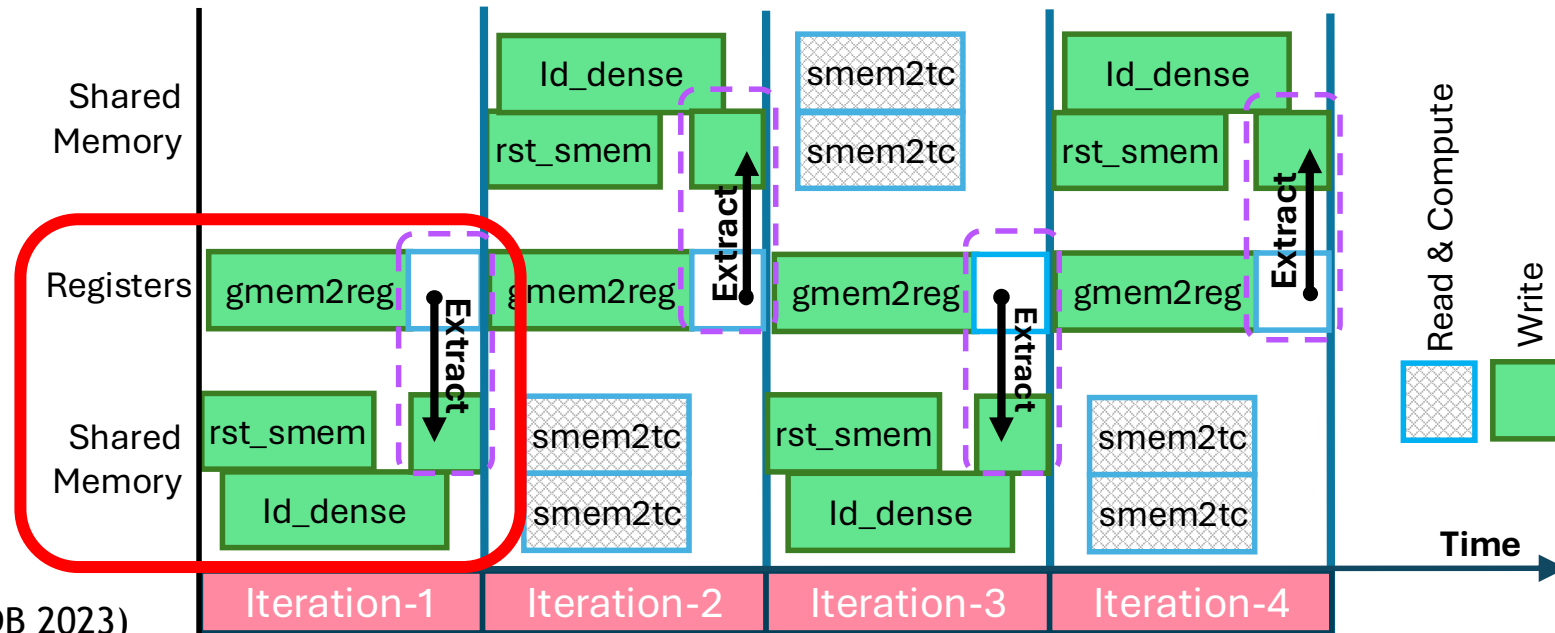 Shared
Memory
ld_dense
rst_smem
Extract
smem2tc
smem2tc
ld_dense
rst_smem
Extract
Registers
gmem2reg
Extract
gmem2reg
gmem2reg
Extract
gmem2reg
Shared
Memory
rst_smem
ld_dense
smem2tc
smem2tc
rst_smem
ld_dense
smem2tc
smem2tc
Read & Compute
Write
Time
Iteration-1
Iteration-2
Iteration-3
Iteration-4
DB 2023)